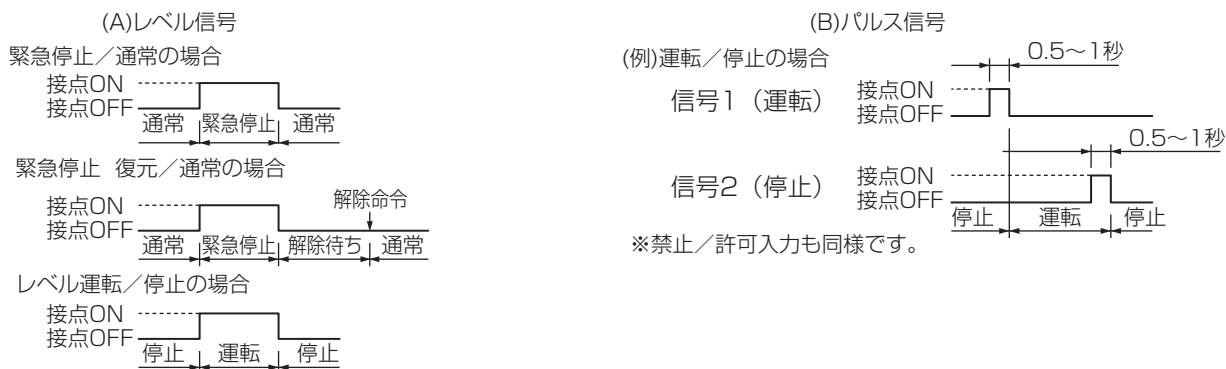 (A)レベル信号
緊急停止／通常の場合
接点ON
接点OFF
通常 緊急停止 通常
緊急停止 復元／通常の場合
解除命令
接点ON
接点OFF
通常 緊急停止 解除待ち 通常
レベル運転／停止の場合
接点ON
接点OFF
停止 運転 停止
(B)パルス信号
(例)運転／停止の場合
0.5～1秒
信号1（運転）
接点ON
接点OFF
0.5～1秒
信号2（停止）
接点ON
接点OFF
停止 運転 停止
※禁止／許可入力も同様です。